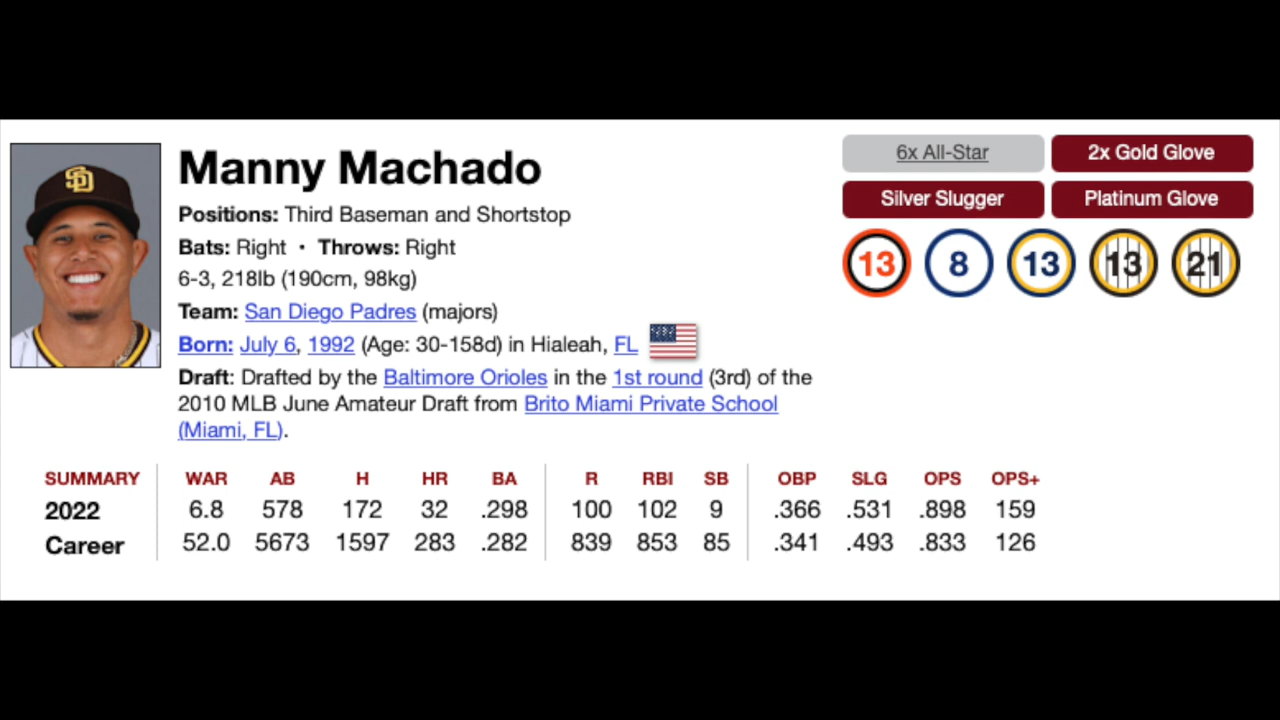 Manny Machado
Positions: Third Baseman and Shortstop
Bats: Right • Throws: Right
6-3, 218lb (190cm, 98kg)
Team: San Diego Padres (majors)
Born: July 6, 1992 (Age: 30-158d) in Hialeah, FL
Draft: Drafted by the Baltimore Orioles in the 1st round (3rd) of the
2010 MLB June Amateur Draft from Brito Miami Private School
(Miami, FL).
6x All-Star 2x Gold Glove
Silver Slugger Platinum Glove
13 8 13 13 21
SUMMARY WAR AB H HR BA R RBI SB OBP SLG OPS OPS+
2022 6.8 578 172 32 .298 100 102 9 .366 .531 .898 159
Career 52.0 5673 1597 283 .282 839 853 85 .341 .493 .833 126
SD